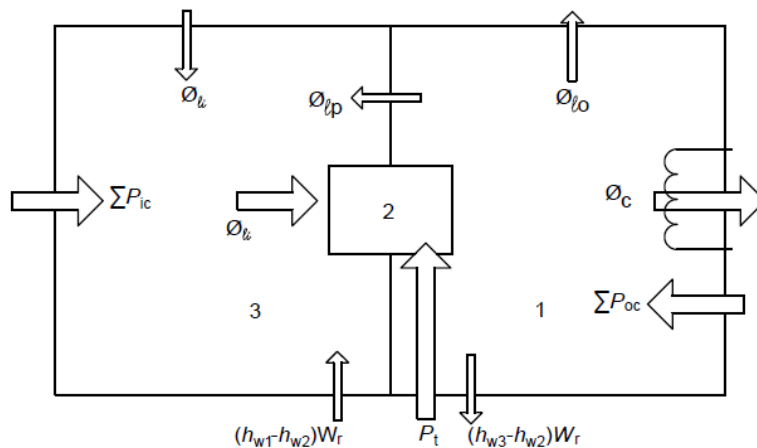 Øℓi
Øℓp
Øℓo
∑Pic
Øℓi
2
Øc
∑Poc
3
1
(hw1-hw2)Wr
Pt
(hw3-hw2)Wr